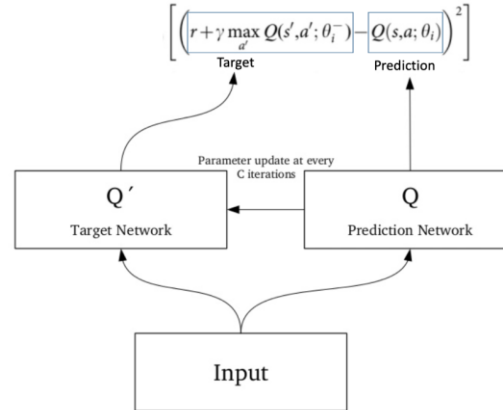 [(r + γ max_{a'} Q(s',a'; θ_i^-) − Q(s,a; θ_i))^2]
Target Prediction
Parameter update at every
C iterations
Q´ Q
Target Network Prediction Network
Input